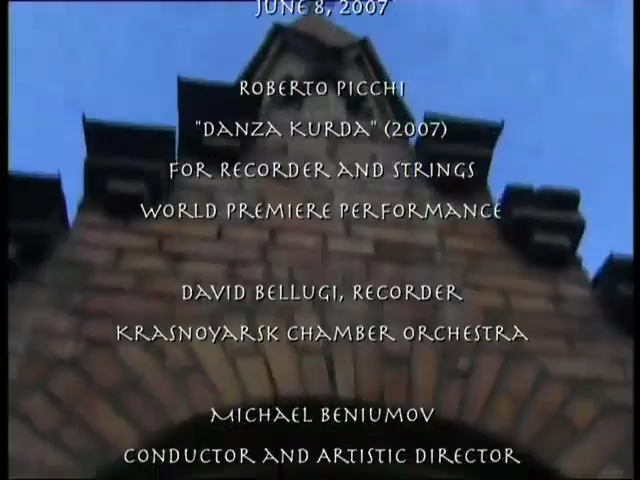 JUNE 8, 2007
ROBERTO PICCHI
"DANZA KURDA" (2007)
FOR RECORDER AND STRINGS
WORLD PREMIERE PERFORMANCE
DAVID BELLUGI, RECORDER
KRASNOYARSK CHAMBER ORCHESTRA
MICHAEL BENIUMOV
CONDUCTOR AND ARTISTIC DIRECTOR